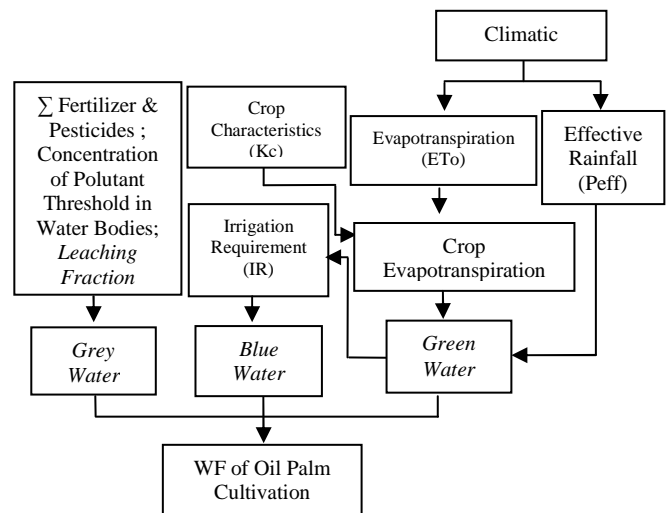 Climatic
∑ Fertilizer &
Pesticides ;
Concentration
of Polutant
Threshold in
Water Bodies;
Leaching
Fraction
Crop
Characteristics
(Kc)
Evapotranspiration
(ETo)
Effective
Rainfall
(Peff)
Irrigation
Requirement
(IR)
Crop
Evapotranspiration
Grey
Water
Blue
Water
Green
Water
WF of Oil Palm
Cultivation